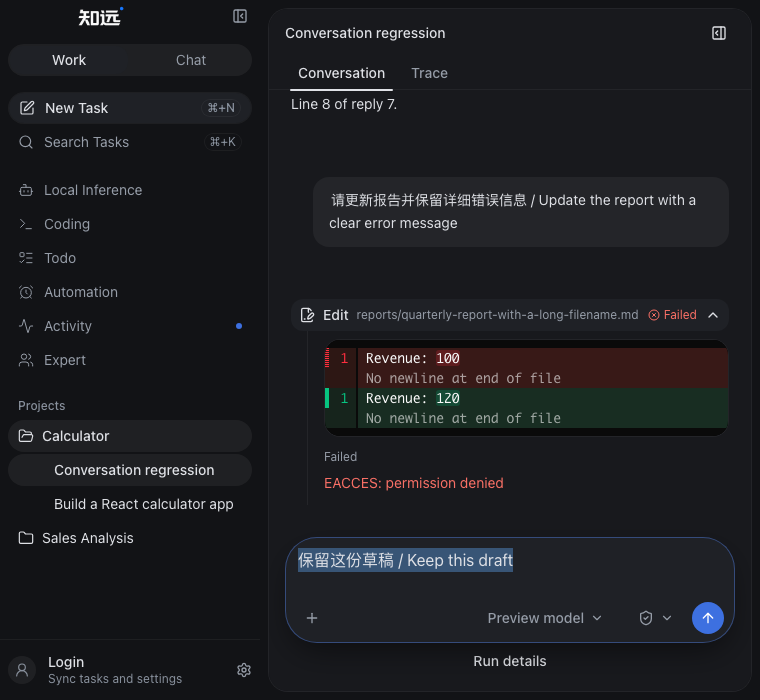 知远
Work
Chat
New Task
⌘+N
Search Tasks
⌘+K
Local Inference
Coding
Todo
Automation
Activity
Expert
Projects
Calculator
Conversation regression
Build a React calculator app
Sales Analysis
Login
Sync tasks and settings
Conversation regression
Conversation
Trace
Line 8 of reply 7.
请更新报告并保留详细错误信息 / Update the report with a
clear error message
Edit reports/quarterly-report-with-a-long-filename.md Failed
1 Revenue: 100
No newline at end of file
1 Revenue: 120
No newline at end of file
Failed
EACCES: permission denied
保留这份草稿 / Keep this draft
Preview model
Run details